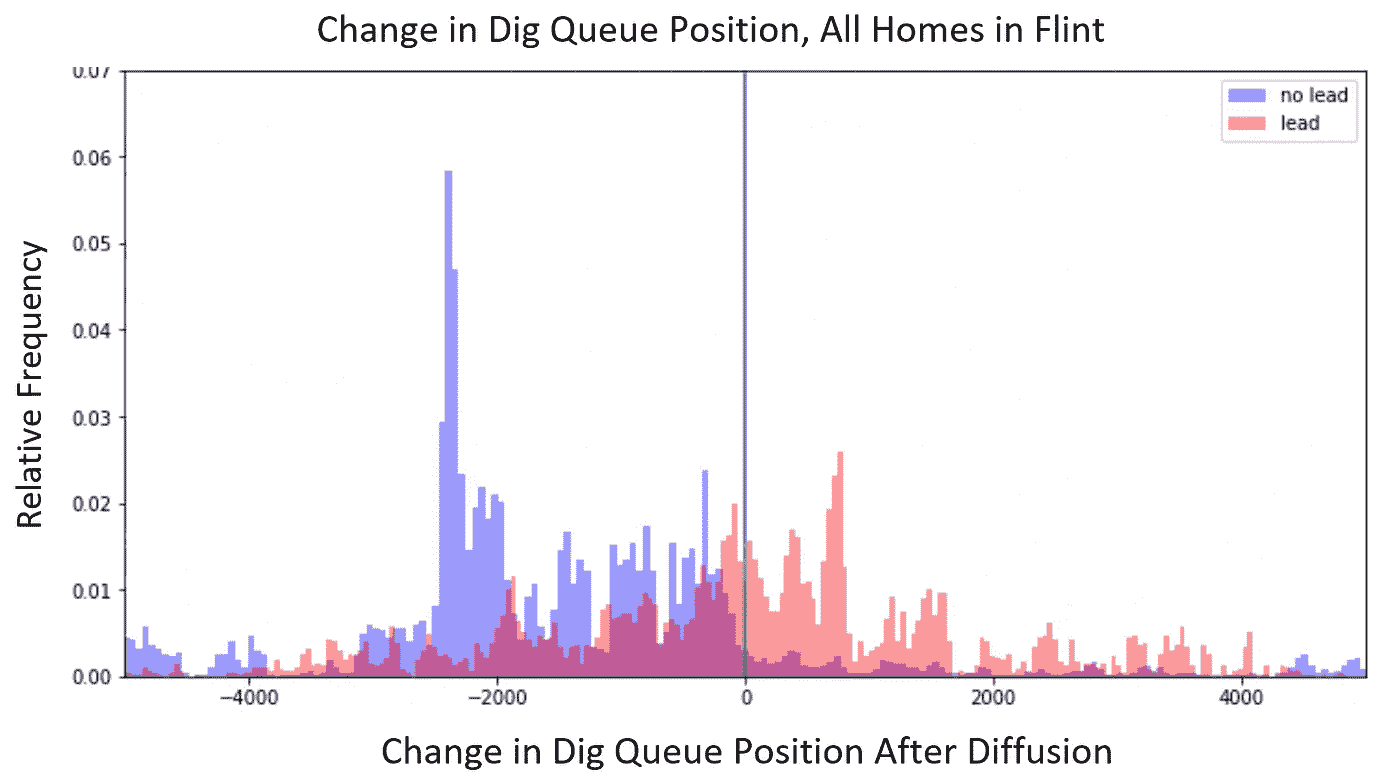 Change in Dig Queue Position, All Homes in Flint
no lead
lead
Relative Frequency
0.07
0.06
0.05
0.04
0.03
0.02
0.01
0.00
−4000 −2000 0 2000 4000
Change in Dig Queue Position After Diffusion